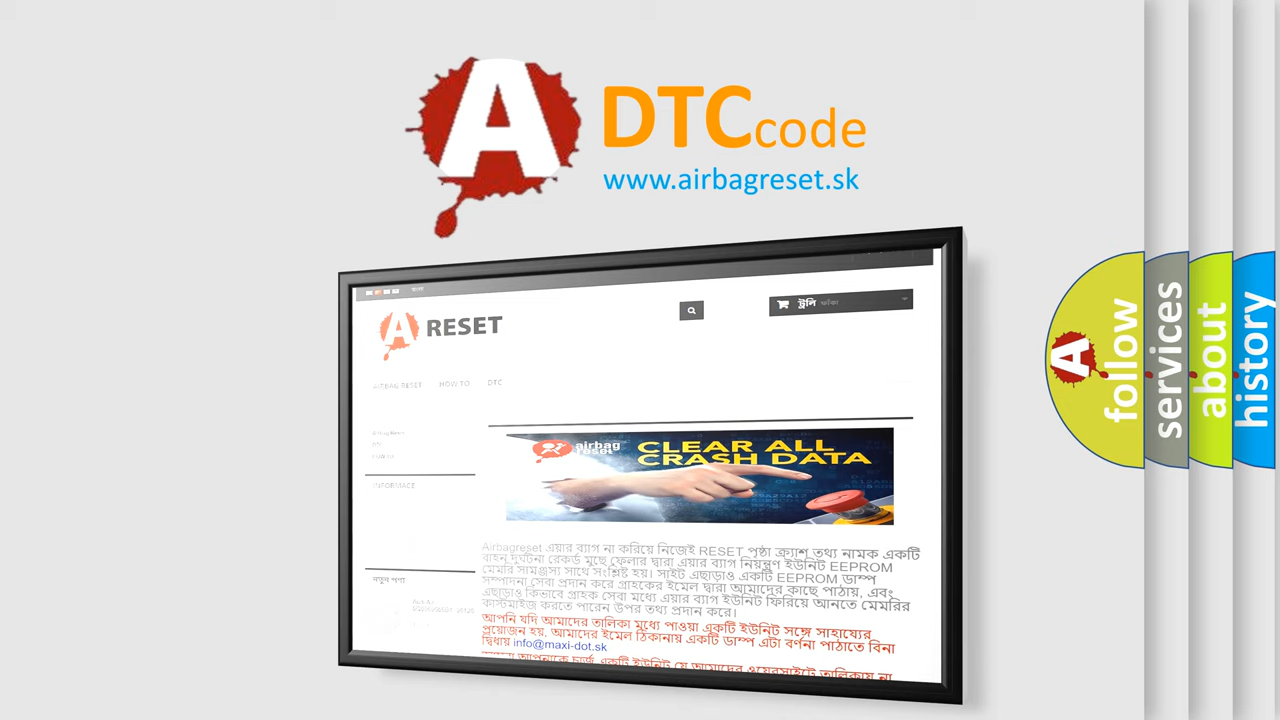 A DTC code
www.airbagreset.sk
বাংলা
A RESET
ট্রলি ফাঁকা
AIRBAG RESET HOW TO DTC
INFORMACE
airbag reset
CLEAR ALL
CRASH DATA
Airbagreset এয়ার ব্যাগ না করিয়ে নিজেই RESET পৃষ্ঠা ক্র্যাশ তথ্য নামক একটি
বাহন দুর্ঘটনা রেকর্ড মুছে ফেলার দ্বারা এয়ার ব্যাগ নিয়ন্ত্রণ ইউনিট EEPROM
মেমরি সামঞ্জস্য সাথে সংশ্লিষ্ট হয়। সাইট এছাড়াও একটি EEPROM ডাম্প
সম্পাদনা সেবা প্রদান করে গ্রাহকের ইমেল দ্বারা আমাদের কাছে পাঠায়, এবং
এছাড়াও কিভাবে গ্রাহক সেবা মধ্যে এয়ার ব্যাগ ইউনিট ফিরিয়ে আনতে মেমরির
কাস্টমাইজ করতে পারেন উপর তথ্য প্রদান করে।
আপনি যদি আমাদের তালিকা মধ্যে পাওয়া একটি ইউনিট সঙ্গে সাহায্যের
প্রয়োজন হয়, আমাদের ইমেল ঠিকানায় একটি ডাম্প এটা বর্ণনা পাঠাতে বিনা
দ্বিধায় info@maxi-dot.sk
নতুন পণ্য
A
follow
services
about
history